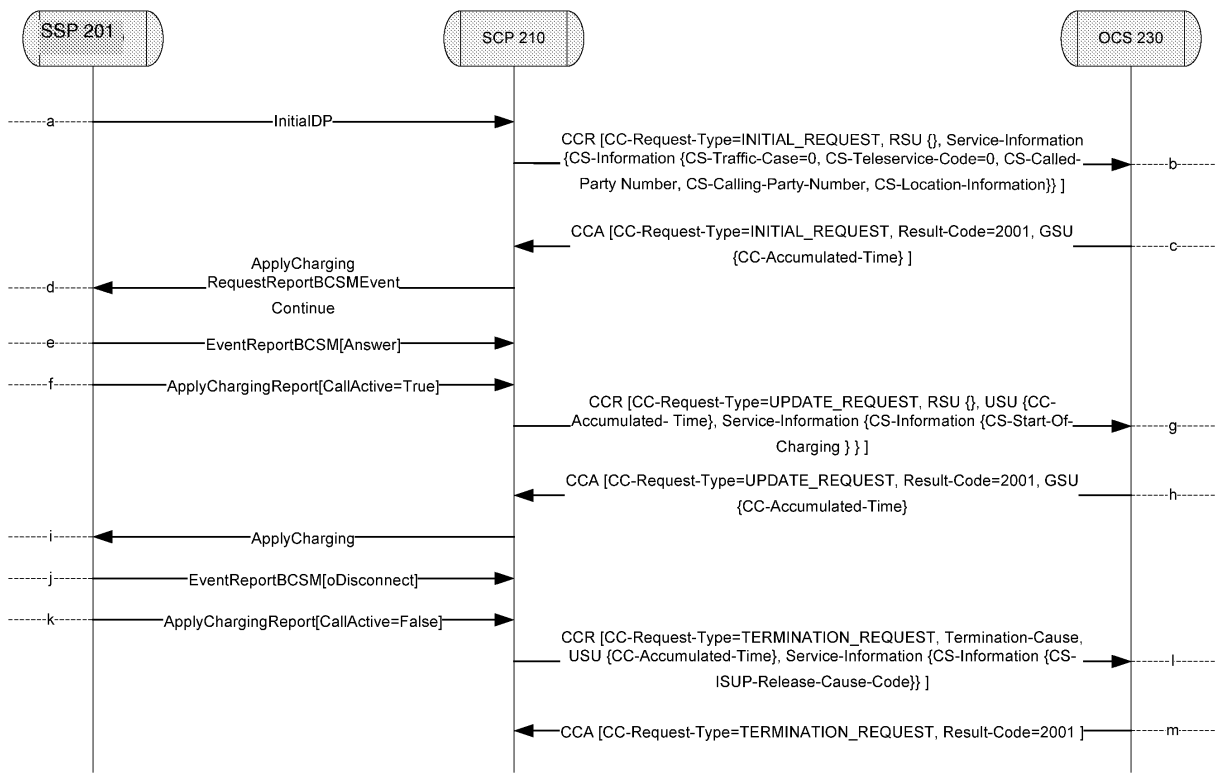 SSP 201 ,
SCP 210
OCS 230
a
InitialDP
CCR [CC-Request-Type=INITIAL_REQUEST, RSU {}, Service-Information
{CS-Information {CS-Traffic-Case=0, CS-Teleservice-Code=0, CS-Called-
Party Number, CS-Calling-Party-Number, CS-Location-Information}} ]
b
CCA [CC-Request-Type=INITIAL_REQUEST, Result-Code=2001, GSU
{CC-Accumulated-Time} ]
c
ApplyCharging
RequestReportBCSMEvent
Continue
d
e
EventReportBCSM[Answer]
f
ApplyChargingReport[CallActive=True]
CCR [CC-Request-Type=UPDATE_REQUEST, RSU {}, USU {CC-
Accumulated- Time}, Service-Information {CS-Information {CS-Start-Of-
Charging } } ]
g
CCA [CC-Request-Type=UPDATE_REQUEST, Result-Code=2001, GSU
{CC-Accumulated-Time}
h
i
ApplyCharging
j
EventReportBCSM[oDisconnect]
k
ApplyChargingReport[CallActive=False]
CCR [CC-Request-Type=TERMINATION_REQUEST, Termination-Cause,
USU {CC-Accumulated-Time}, Service-Information {CS-Information {CS-
ISUP-Release-Cause-Code}} ]
l
CCA [CC-Request-Type=TERMINATION_REQUEST, Result-Code=2001 ]
m